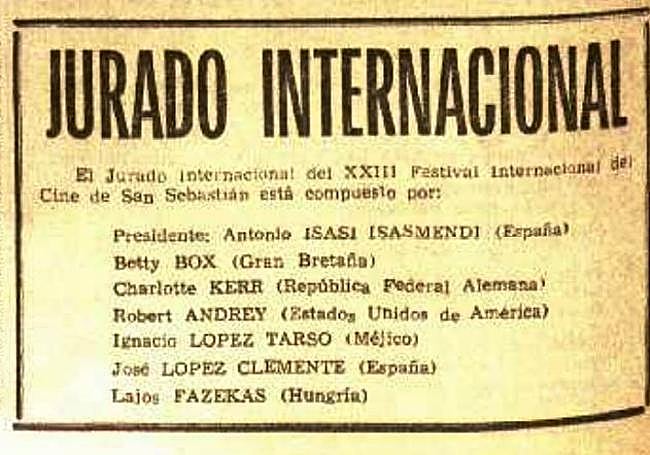 JURADO INTERNACIONAL
El Jurado Internacional del XXIII Festival Internacional del
Cine de San Sebastián está compuesto por:
Presidente: Antonio ISASI ISASMENDI (España)
Betty BOX (Gran Bretaña)
Charlotte KERR (República Federal Alemana)
Robert ANDREY (Estados Unidos de América)
Ignacio LOPEZ TARSO (Méjico)
José LOPEZ CLEMENTE (España)
Lajos FAZEKAS (Hungría)